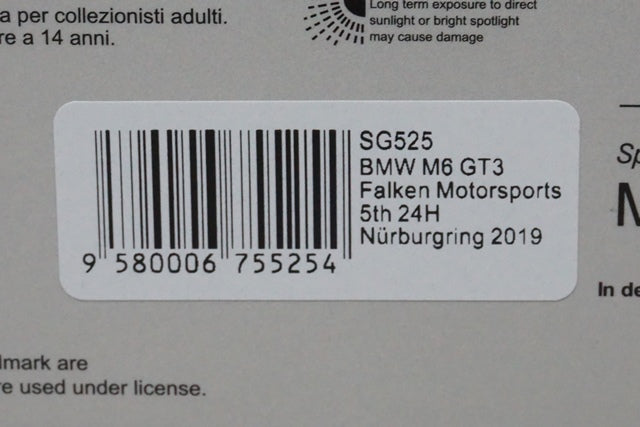 a per collezionisti adulti.
re a 14 anni.
Long term exposure to direct
sunlight or bright spotlight
may cause damage
SG525
BMW M6 GT3
Falken Motorsports
5th 24H
Nürburgring 2019
9 580006 755254
Sp
In de
lmark are
re used under license.